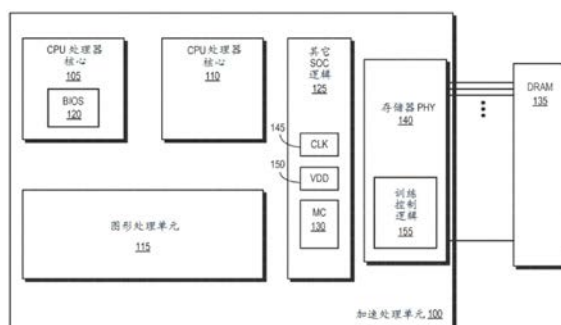 CPU 处理器
核心
105
BIOS
120
CPU 处理器
核心
110
其它
SOC
逻辑
125
145
CLK
150
VDD
MC
130
存储器 PHY
140
训练
控制
逻辑
155
DRAM
135
图形处理单元
115
加速处理单元 100